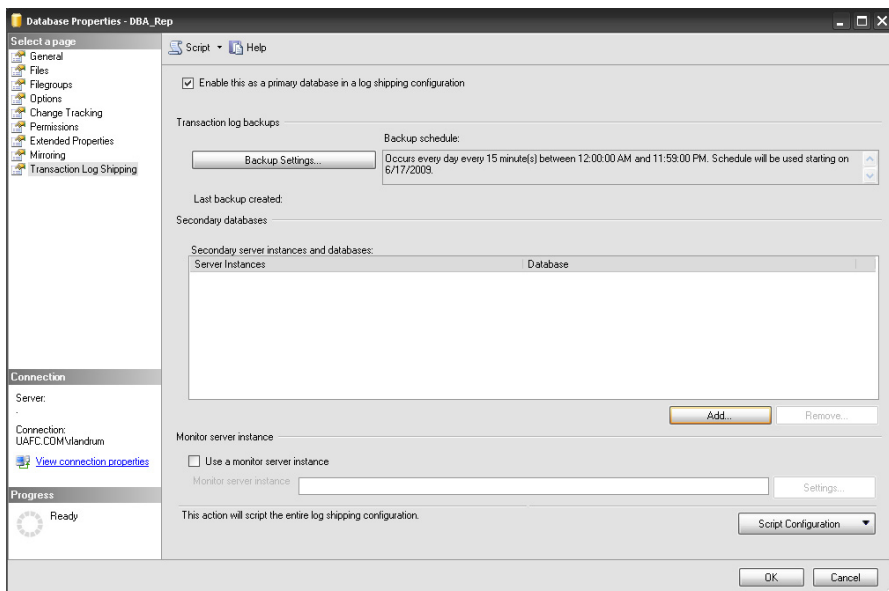 Database Properties - DBA_Rep
Select a page
General
Files
Filegroups
Options
Change Tracking
Permissions
Extended Properties
Mirroring
Transaction Log Shipping
Script
Help
Enable this as a primary database in a log shipping configuration
Transaction log backups
Backup schedule:
Backup Settings...
Occurs every day every 15 minute(s) between 12:00:00 AM and 11:59:00 PM. Schedule will be used starting on
6/17/2009.
Last backup created:
Secondary databases
Secondary server instances and databases:
Server Instances
Database
Add...
Remove...
Monitor server instance
Use a monitor server instance
Monitor server instance
Settings...
This action will script the entire log shipping configuration.
Script Configuration
Connection
Server:
.
Connection:
UAFC.COM\rlandrum
View connection properties
Progress
Ready
OK
Cancel